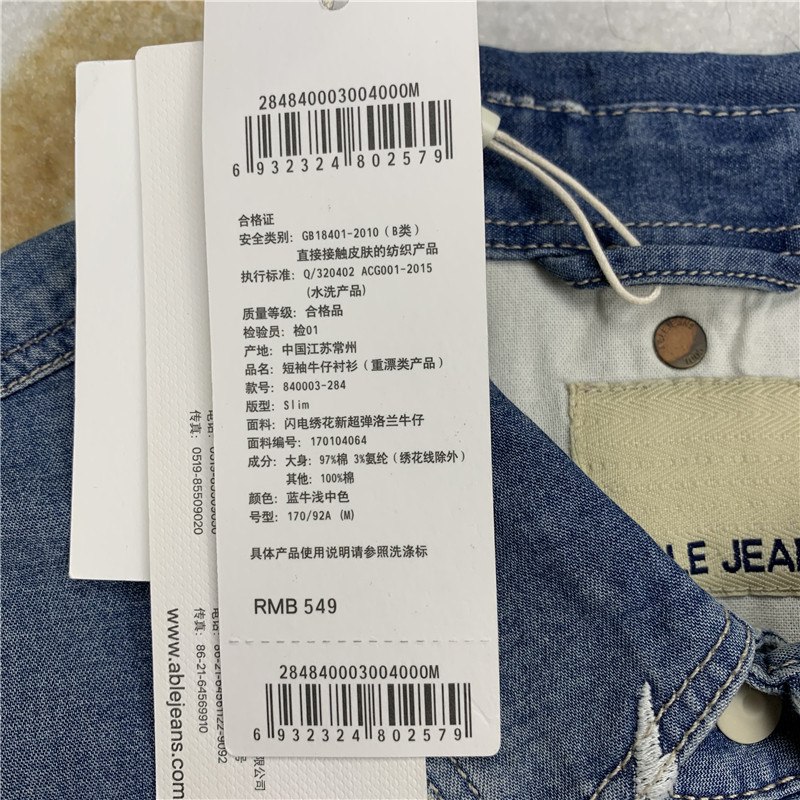 284840003004000M
6 932324 802579
合格证
安全类别: GB18401-2010 (B类)
直接接触皮肤的纺织产品
执行标准: Q/320402 ACG001-2015
(水洗产品)
质量等级: 合格品
检验员: 检01
产地: 中国江苏常州
品名: 短袖牛仔衬衫 (重漂类产品)
款号: 840003-284
版型: Slim
面料: 闪电绣花新超弹洛兰牛仔
面料编号: 170104064
成分: 大身: 97%棉 3%氨纶 (绣花线除外)
其他: 100%棉
颜色: 蓝牛浅中色
号型: 170/92A (M)
具体产品使用说明请参照洗涤标
RMB 549
284840003004000M
6 932324 802579
传真: 0519-85509020
传真: 86-21-64569910
www.ablejeans.com
限公司
LE JEAN